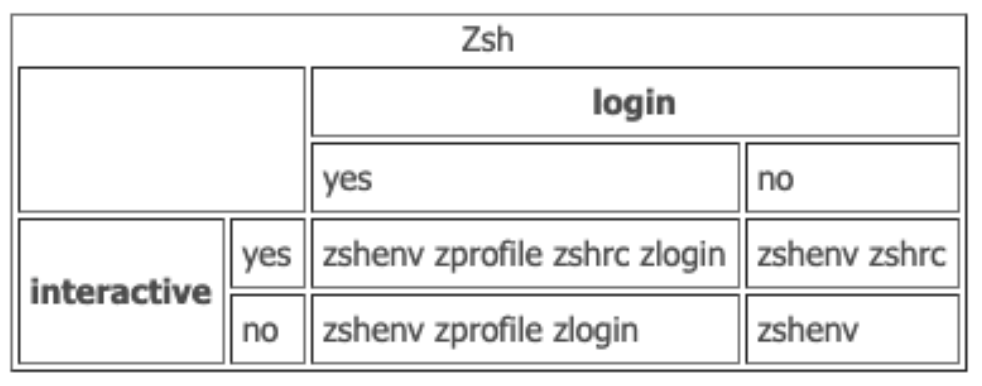 Zsh
login
yes no
interactive yes zshenv zprofile zshrc zlogin zshenv zshrc
no zshenv zprofile zlogin zshenv